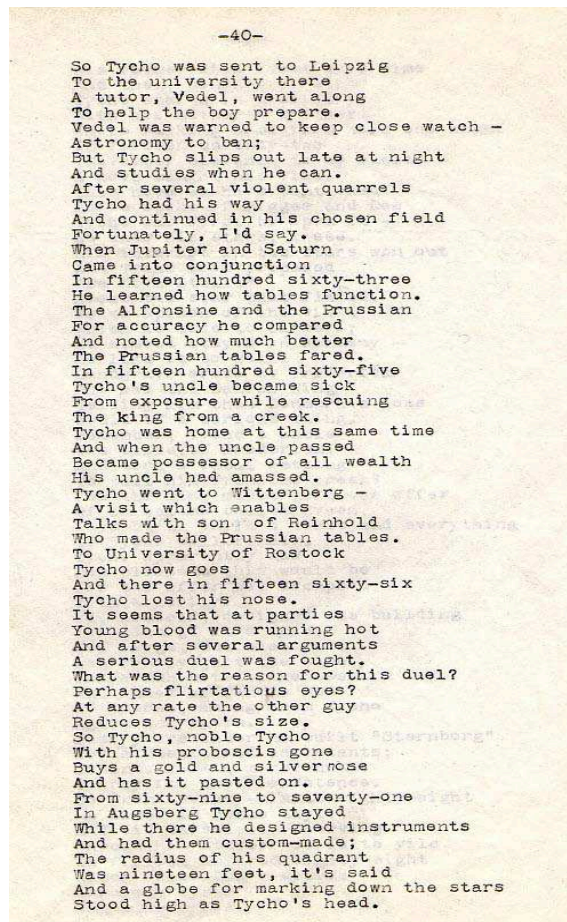 -40-
So Tycho was sent to Leipzig
To the university there
A tutor, Vedel, went along
To help the boy prepare.
Vedel was warned to keep close watch -
Astronomy to ban;
But Tycho slips out late at night
And studies when he can.
After several violent quarrels
Tycho had his way
And continued in his chosen field
Fortunately, I'd say.
When Jupiter and Saturn
Came into conjunction
In fifteen hundred sixty-three
He learned how tables function.
The Alfonsine and the Prussian
For accuracy he compared
And noted how much better
The Prussian tables fared.
In fifteen hundred sixty-five
Tycho's uncle became sick
From exposure while rescuing
The king from a creek.
Tycho was home at this same time
And when the uncle passed
Became possessor of all wealth
His uncle had amassed.
Tycho went to Wittenberg -
A visit which enables
Talks with son of Reinhold
Who made the Prussian tables.
To University of Rostock
Tycho now goes
And there in fifteen sixty-six
Tycho lost his nose.
It seems that at parties
Young blood was running hot
And after several arguments
A serious duel was fought.
What was the reason for this duel?
Perhaps flirtatious eyes?
At any rate the other guy
Reduces Tycho's size.
So Tycho, noble Tycho
With his proboscis gone
Buys a gold and silver nose
And has it pasted on.
From sixty-nine to seventy-one
In Augsberg Tycho stayed
While there he designed instruments
And had them custom-made;
The radius of his quadrant
Was nineteen feet, it's said
And a globe for marking down the stars
Stood high as Tycho's head.